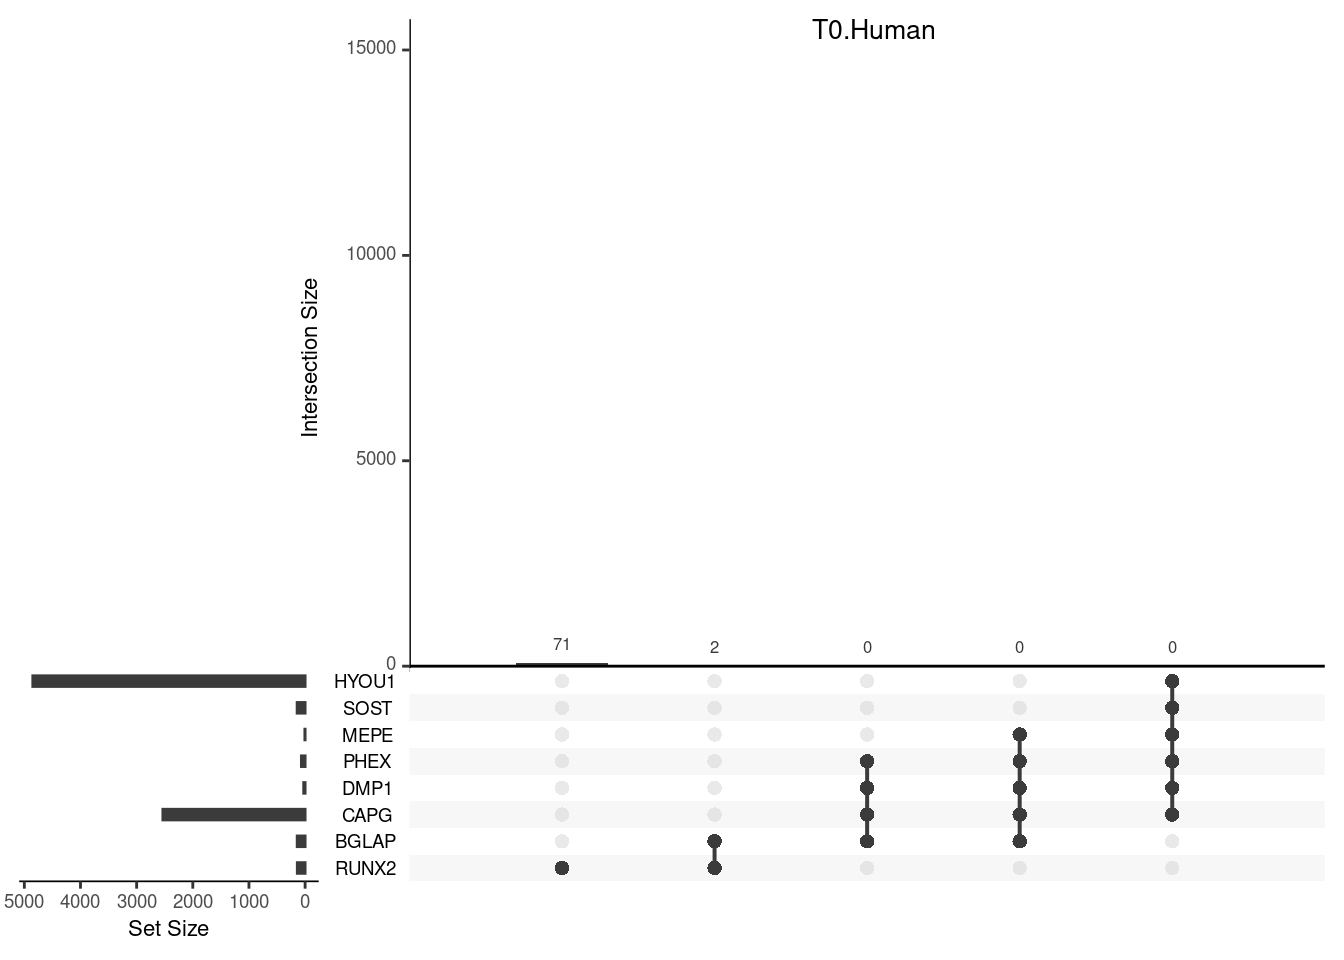 T0.Human
15000
10000
5000
0
Intersection Size
71 2 0 0 0
HYOU1
SOST
MEPE
PHEX
DMP1
CAPG
BGLAP
RUNX2
5000 4000 3000 2000 1000 0
Set Size